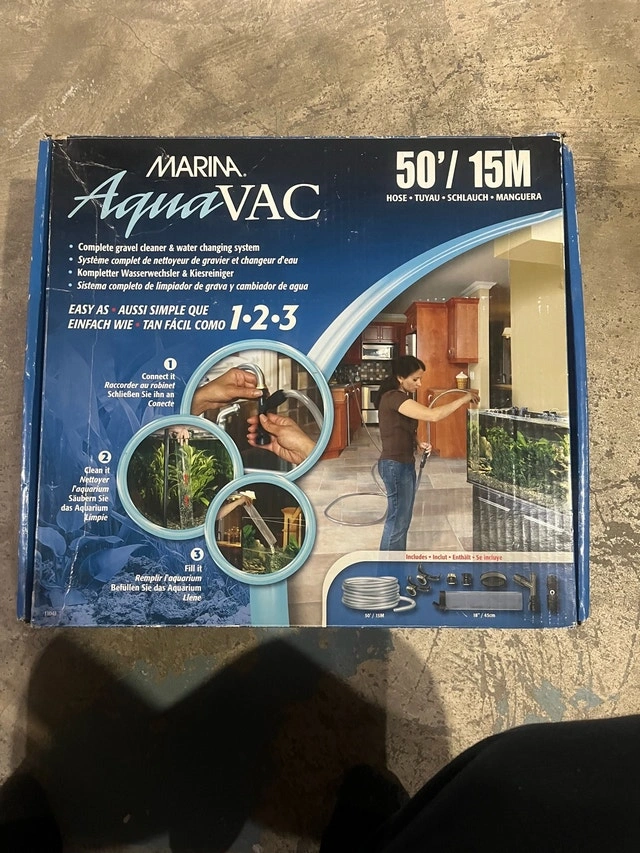 MARINA®
AquaVAC
50'/ 15M
HOSE • TUYAU • SCHLAUCH • MANGUERA
• Complete gravel cleaner & water changing system
• Système complet de nettoyeur de gravier et changeur d'eau
• Kompletter Wasserwechsler & Kiesreiniger
• Sistema completo de limpiador de grava y cambiador de agua
EASY AS • AUSSI SIMPLE QUE
EINFACH WIE • TAN FÁCIL COMO 1•2•3
1
Connect it
Raccorder au robinet
Schließen Sie ihn an
Conecte
2
Clean it
Nettoyer
l'aquarium
Säubern Sie
das Aquarium
Limpie
3
Fill it
Remplir l'aquarium
Befüllen Sie das Aquarium
Llene
Includes • Inclut • Enthält • Se incluye
50' / 15M
18" / 45cm